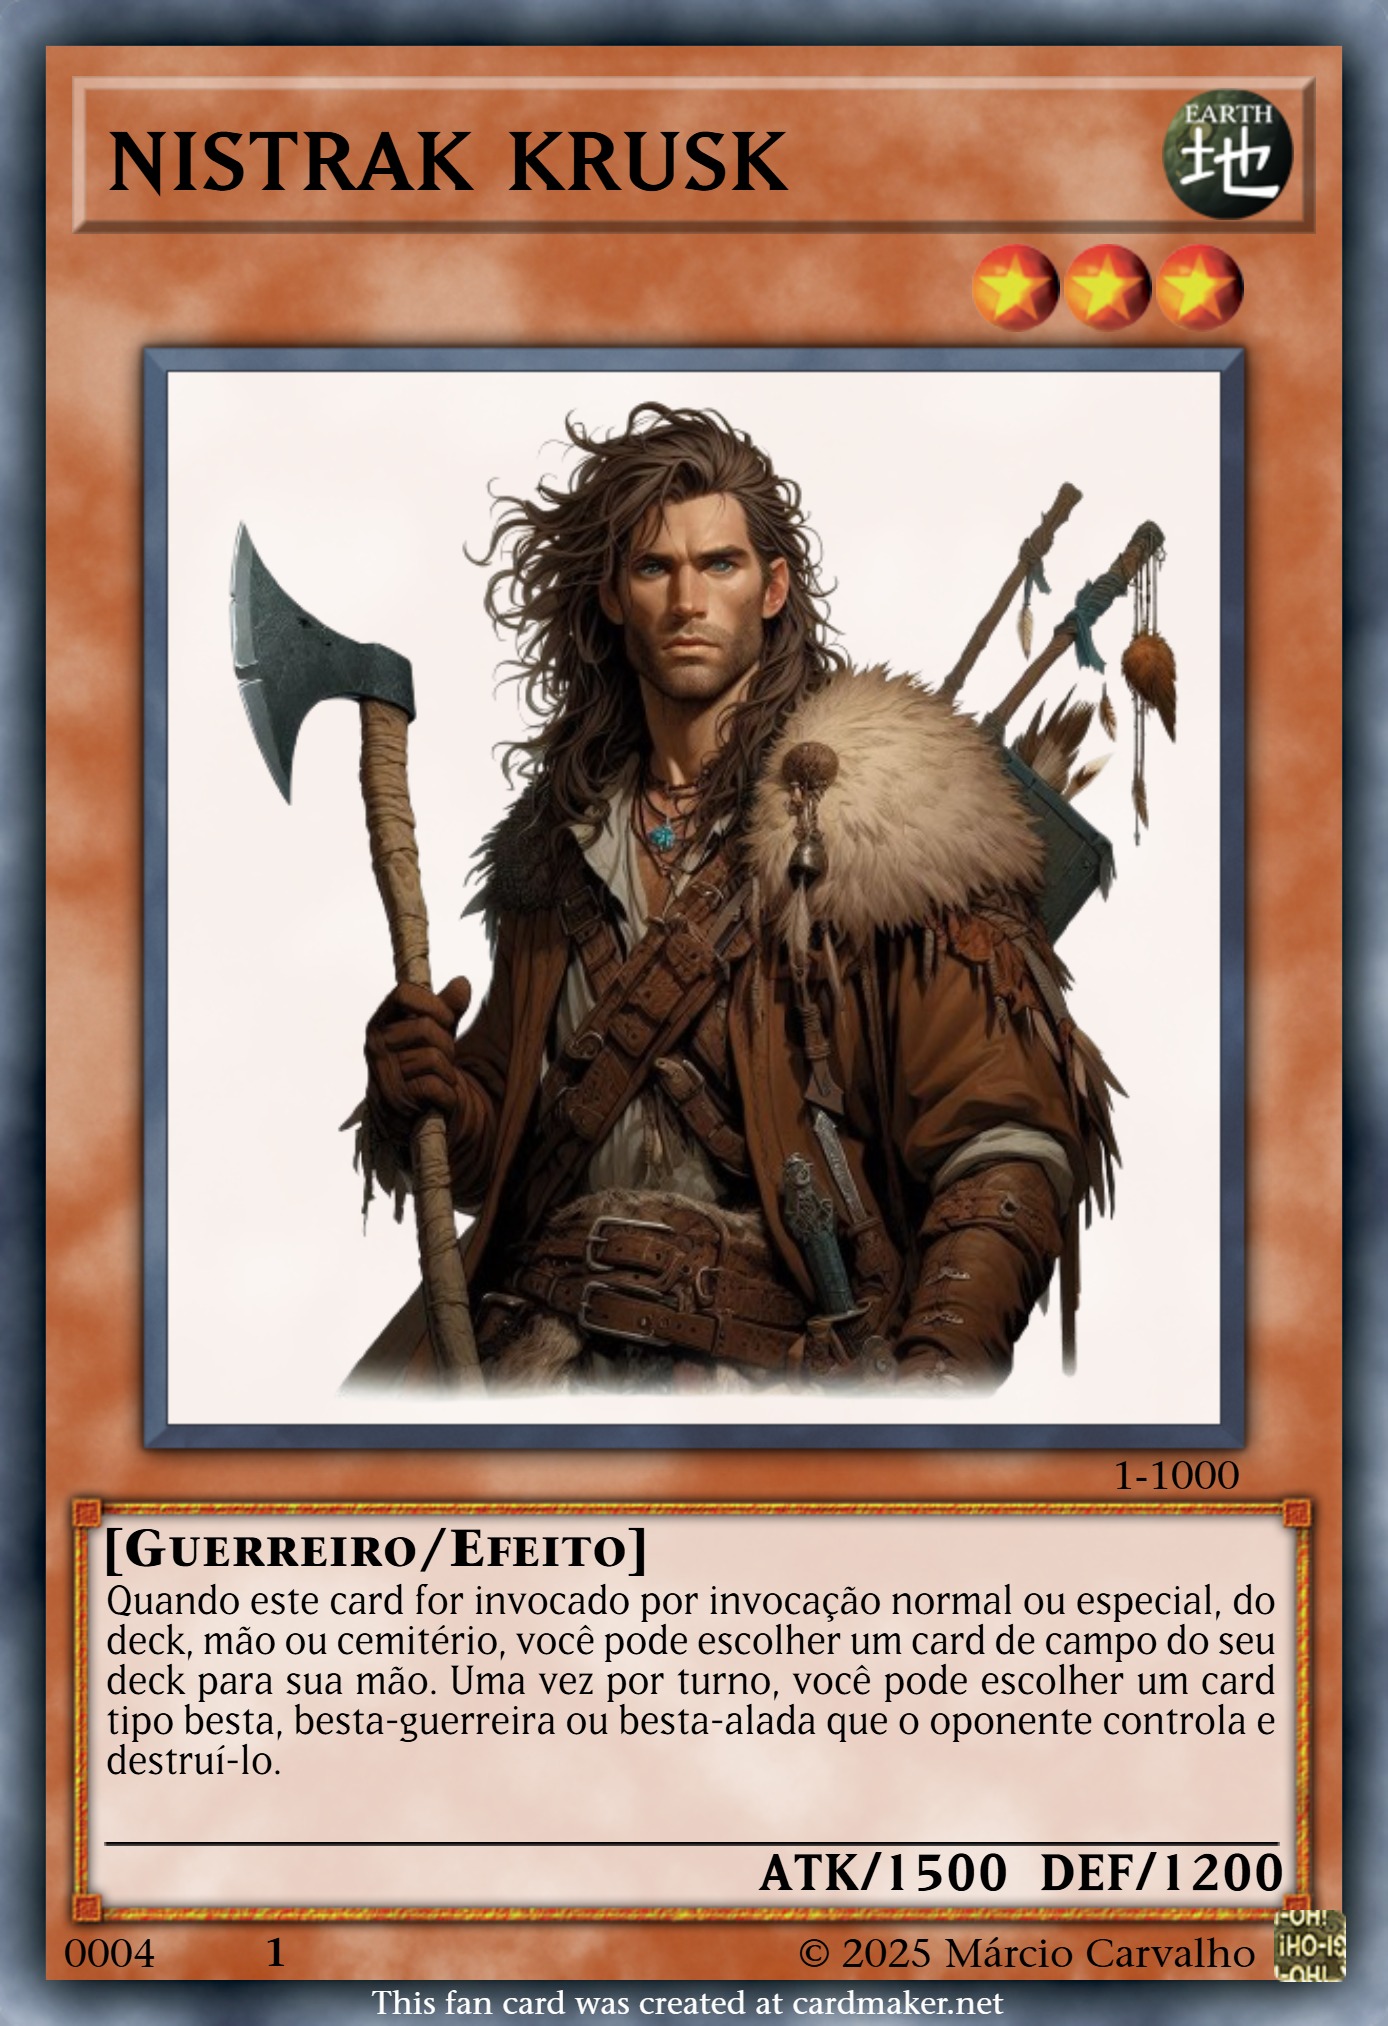 NISTRAK KRUSK
EARTH
地
1-1000
[GUERREIRO/EFEITO]
Quando este card for invocado por invocação normal ou especial, do
deck, mão ou cemitério, você pode escolher um card de campo do seu
deck para sua mão. Uma vez por turno, você pode escolher um card
tipo besta, besta-guerreira ou besta-alada que o oponente controla e
destruí-lo.
ATK/1500 DEF/1200
0004 1 © 2025 Márcio Carvalho
This fan card was created at cardmaker.net